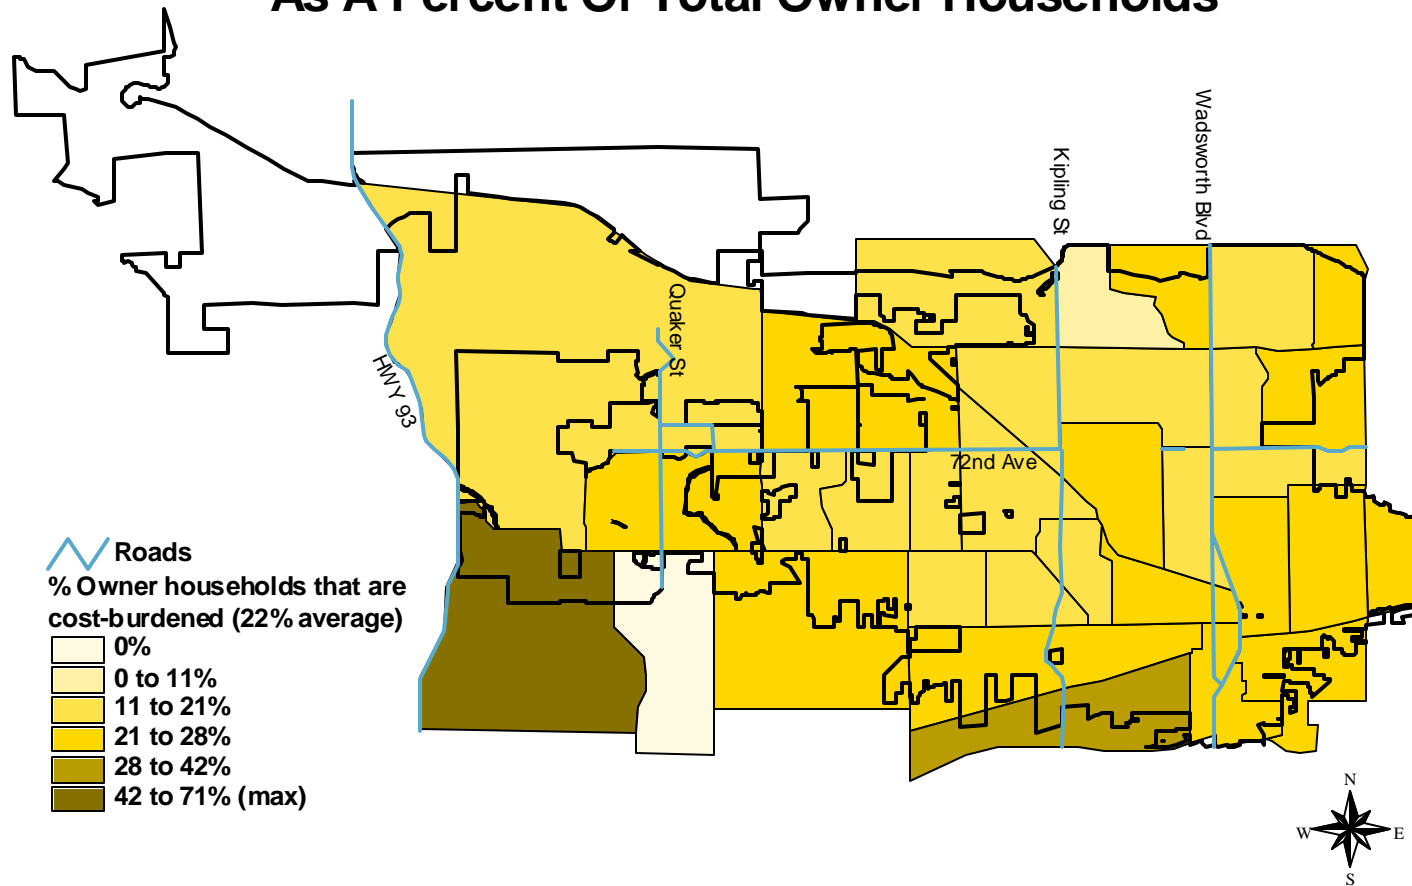 As A Percent Of Total Owner Households
Wadsworth Blvd
Kipling St
Quaker St
HWY 93
72nd Ave
Roads
% Owner households that are
cost-burdened (22% average)
0%
0 to 11%
11 to 21%
21 to 28%
28 to 42%
42 to 71% (max)
N
W
E
S